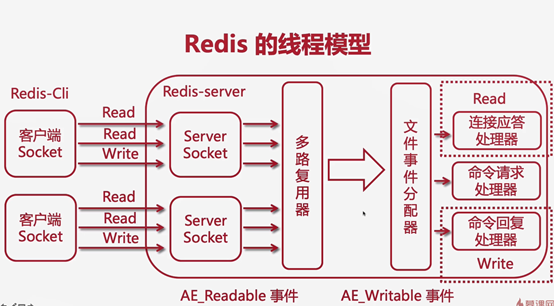 Redis 的线程模型
Redis-Cli
Redis-server
Read
Read
Read
Write
客户端
Socket
Server
Socket
多路复用器
文件事件分配器
连接应答
处理器
命令请求
处理器
Read
Read
Write
客户端
Socket
Server
Socket
命令回复
处理器
Write
AE_Readable 事件
AE_Writable 事件
慕课网